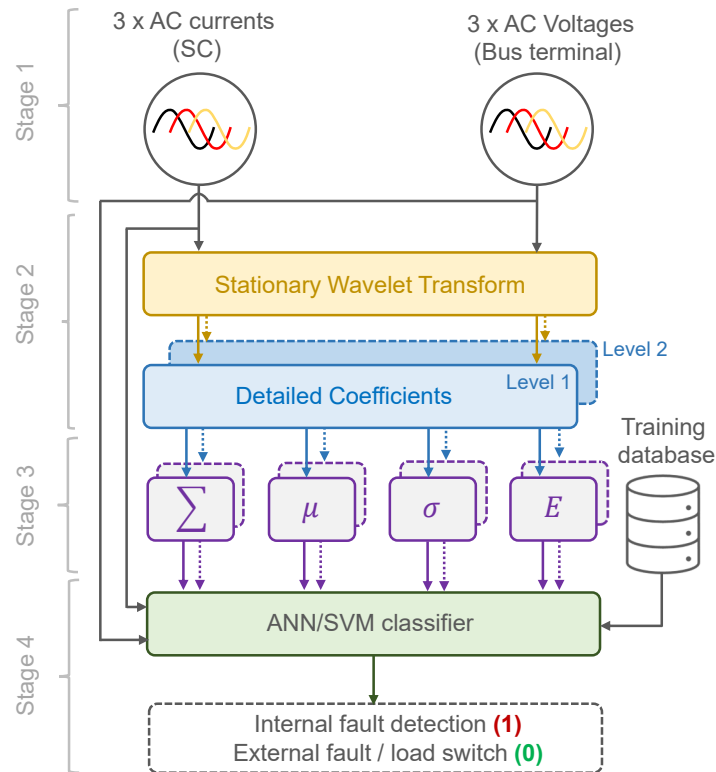 3 x AC currents
(SC)
3 x AC Voltages
(Bus terminal)
Stage 1
Stage 2
Stationary Wavelet Transform
Level 2
Level 1
Detailed Coefficients
Training
database
Stage 3
∑
μ
σ
E
Stage 4
ANN/SVM classifier
Internal fault detection (1)
External fault / load switch (0)